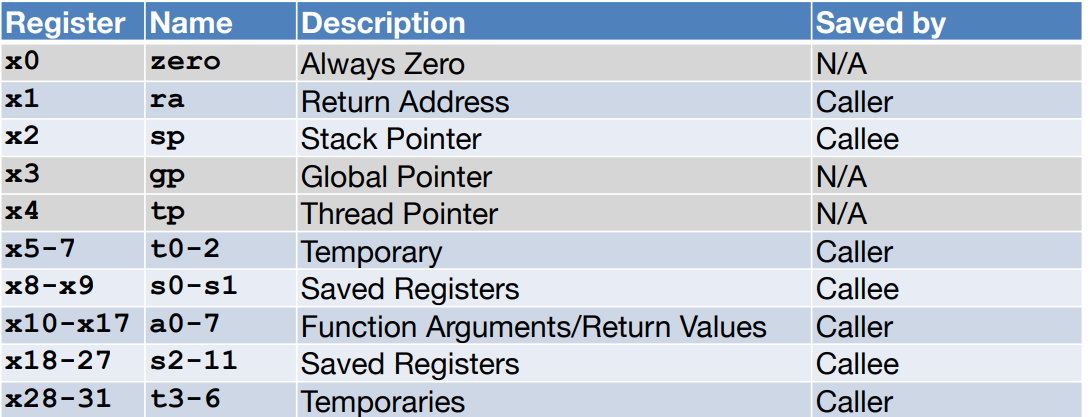 Register Name Description Saved by
x0 zero Always Zero N/A
x1 ra Return Address Caller
x2 sp Stack Pointer Callee
x3 gp Global Pointer N/A
x4 tp Thread Pointer N/A
x5-7 t0-2 Temporary Caller
x8-x9 s0-s1 Saved Registers Callee
x10-x17 a0-7 Function Arguments/Return Values Caller
x18-27 s2-11 Saved Registers Callee
x28-31 t3-6 Temporaries Caller